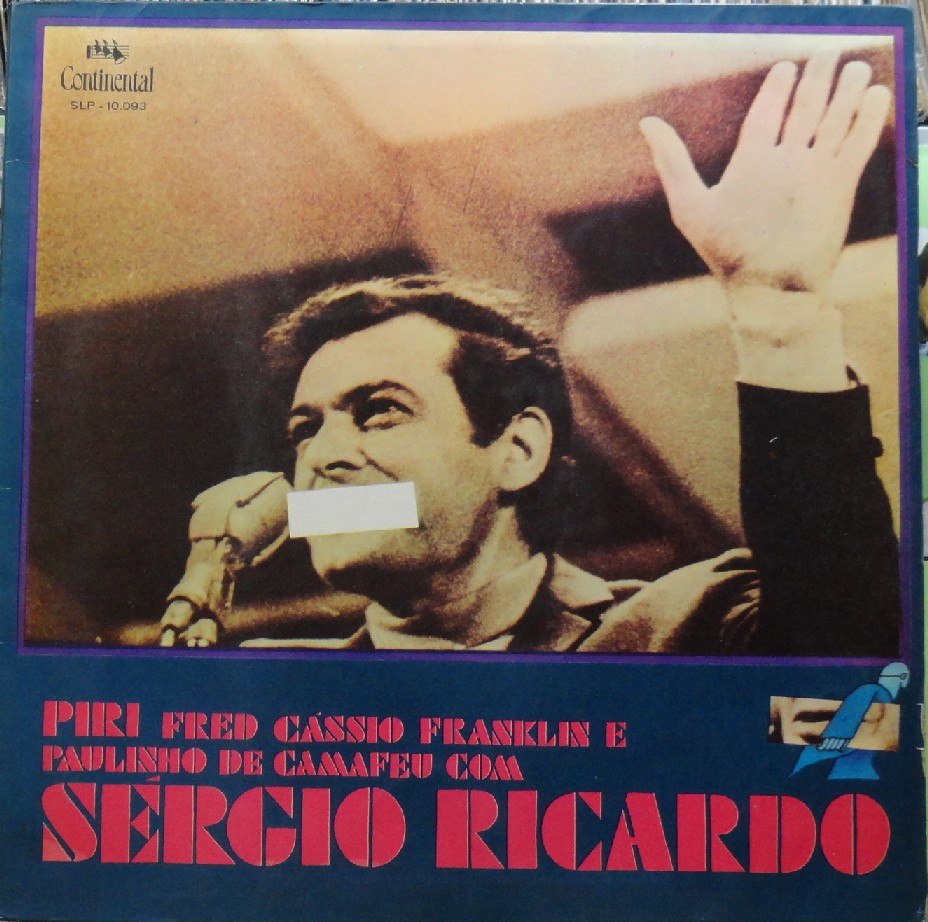 Continental
SLP - 10.093
PIRI FRED CÁSSIO FRANKLIN E
PAULINHO DE CAMAFEU COM
SÉRGIO RICARDO